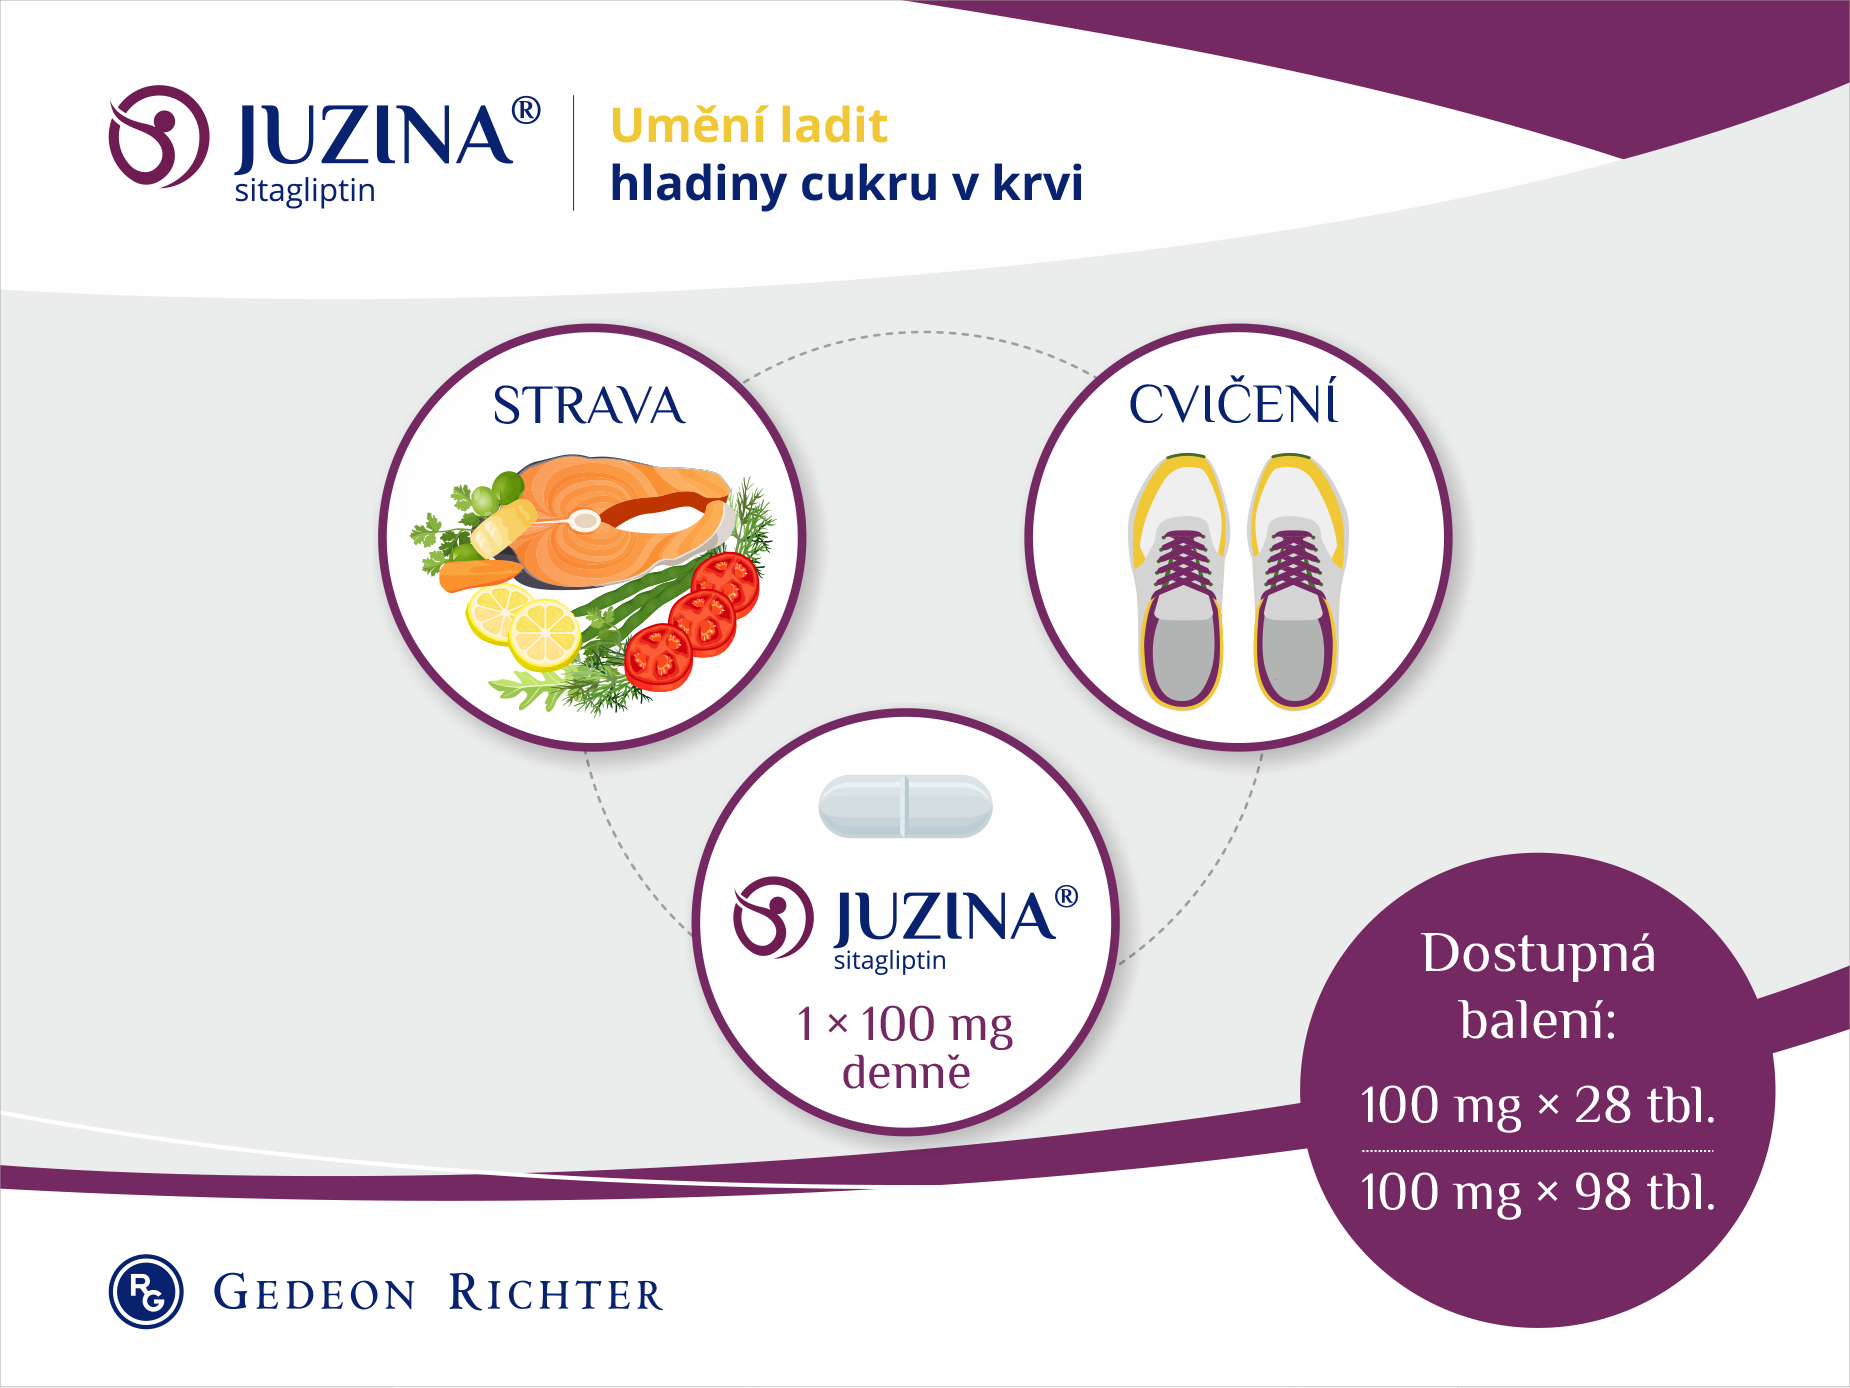 JUZINA®
sitagliptin
Umění ladit
hladiny cukru v krvi
STRAVA
CVIČENÍ
JUZINA®
sitagliptin
1 × 100 mg
denně
Dostupná
balení:
100 mg × 28 tbl.
100 mg × 98 tbl.
RG
GEDEON RICHTER